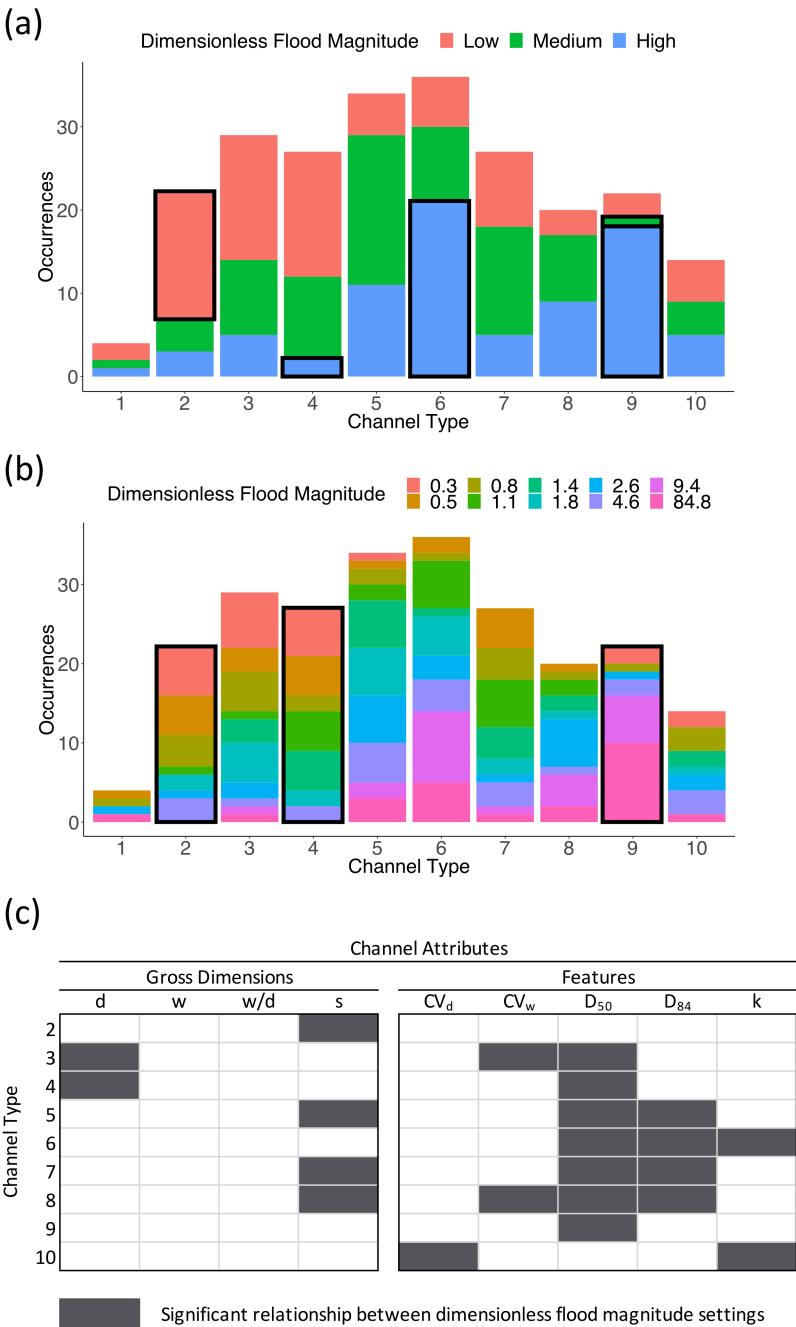 (a)
Dimensionless Flood Magnitude Low Medium High
Occurrences
30
20
10
0
1 2 3 4 5 6 7 8 9 10
Channel Type
(b)
Dimensionless Flood Magnitude
0.3 0.8 1.4 2.6 9.4
0.5 1.1 1.8 4.6 84.8
Occurrences
30
20
10
0
1 2 3 4 5 6 7 8 9 10
Channel Type
(c)
Channel Attributes
Gross Dimensions Features
d w w/d s CVd CVw D50 D84 k
Channel Type
2
3
4
5
6
7
8
9
10
Significant relationship between dimensionless flood magnitude settings